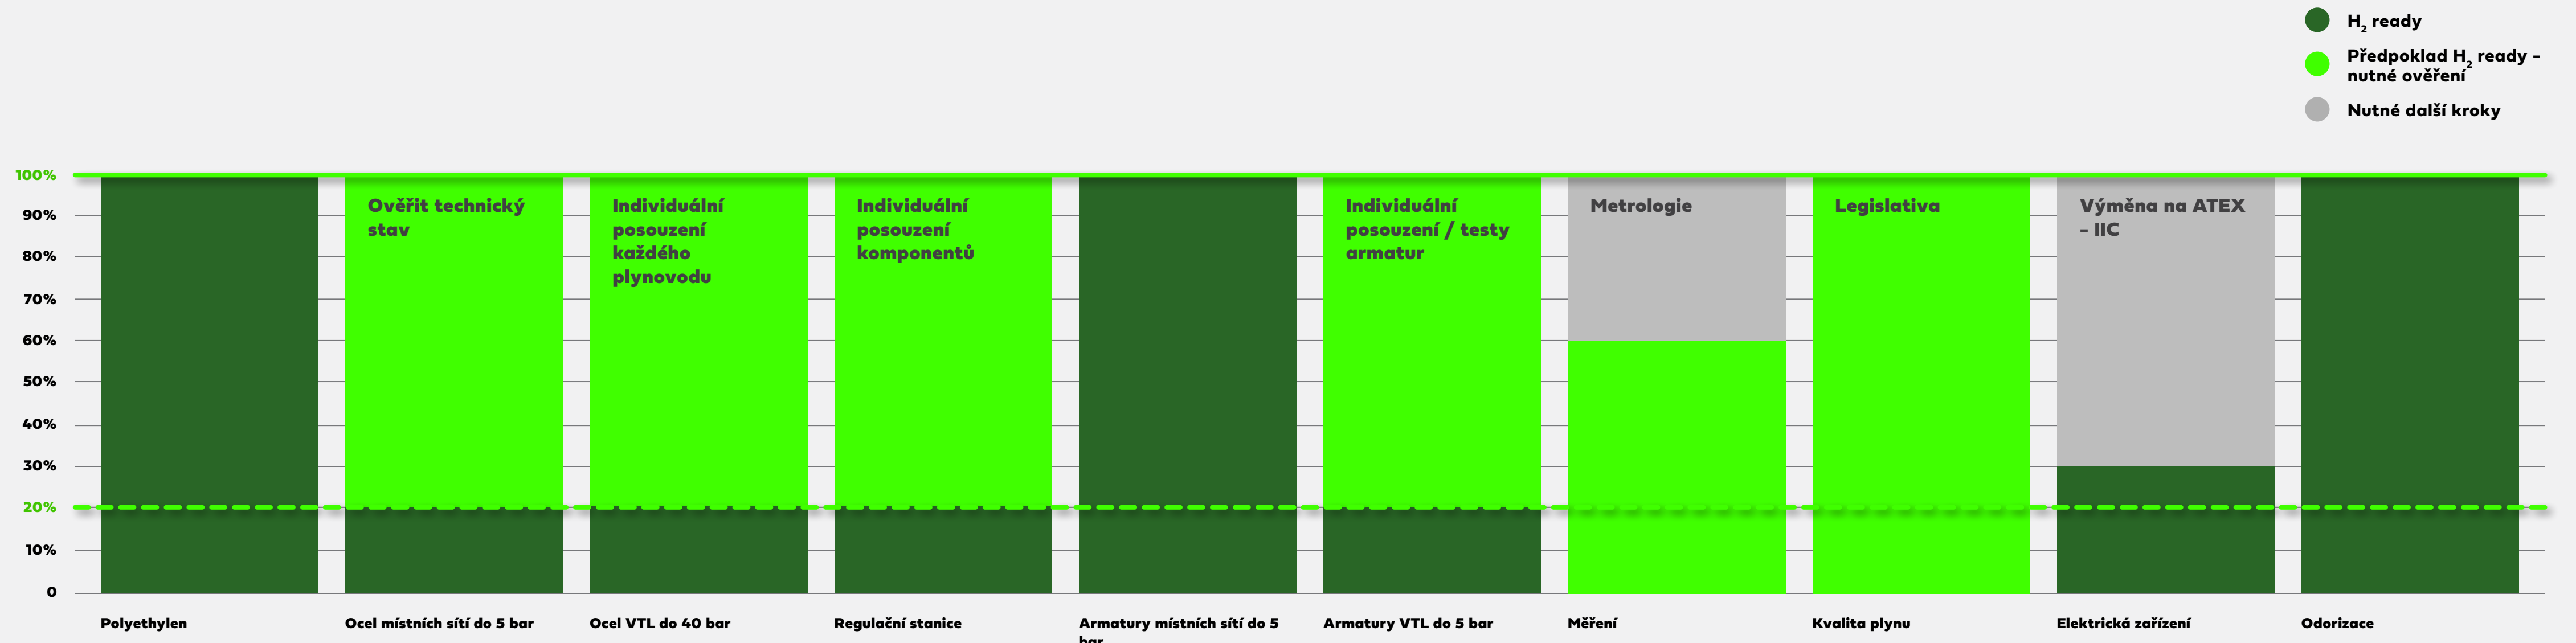 H₂ ready
Předpoklad H₂ ready –
nutné ověření
Nutné další kroky
100%
90%
80%
70%
60%
50%
40%
30%
20%
10%
0
Ověřit technický
stav
Individuální
posouzení
každého
plynovodu
Individuální
posouzení
komponentů
Individuální
posouzení / testy
armatur
Metrologie
Legislativa
Výměna na ATEX
– IIC
Polyethylen
Ocel místních sítí do 5 bar
Ocel VTL do 40 bar
Regulační stanice
Armatury místních sítí do 5
bar
Armatury VTL do 5 bar
Měření
Kvalita plynu
Elektrická zařízení
Odorizace